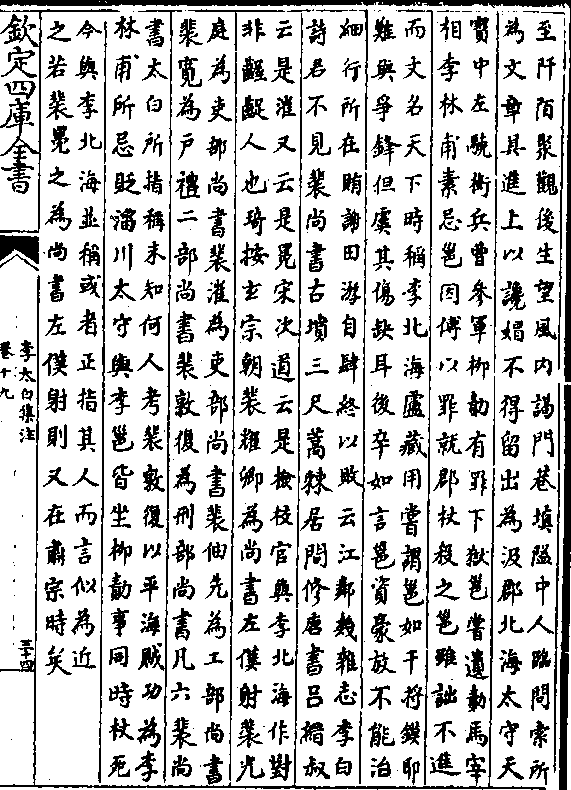 至阡陌聚觀後生望風内謁門巷填隘中人臨問索所
為文章且進上以讒媢不得留出為汲郡北海太守天
寶中左驍衛兵曹參軍柳勣有罪下獄邕嘗遺勣馬宰
相李林甫素忌邕因傅以罪就郡杖殺之邕雖詘不進
而文名天下時稱李北海盧藏用嘗謂邕如干將鏌邪
難與爭鋒但虞其傷缺耳後卒如言邕資豪放不能治
細行所在賄謝田游自肆終以敗云江鄰幾雜志李白
詩君不見裴尚書古墳三尺蒿棘居問修唐書吕縉叔
云是漼又云是冕宋次道云是檢校官與李北海作對
非齷齪人也琦按玄宗朝裴耀卿為尚書左僕射裴光
庭為吏部尚書裴漼為吏部尚書裴伷先為工部尚書
裴寛為戶禮二部尚書裴敦復為刑部尚書凡六裴尚
書太白所指稱未知何人考裴敦復以平海賊功為李
林甫所忌貶淄川太守與李邕皆坐柳勣事同時杖死
今與李北海並稱或者正指其人而言似為近
之若裴冕之為尚書左僕射則又在肅宗時矣
欽定四庫全書
李太白集注
卷十九
三十四